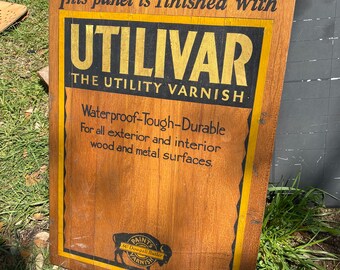 This panel is Finished With
UTILIVAR
THE UTILITY VARNISH
Waterproof-Tough-Durable
For all exterior and interior
wood and metal surfaces.
PAINTS